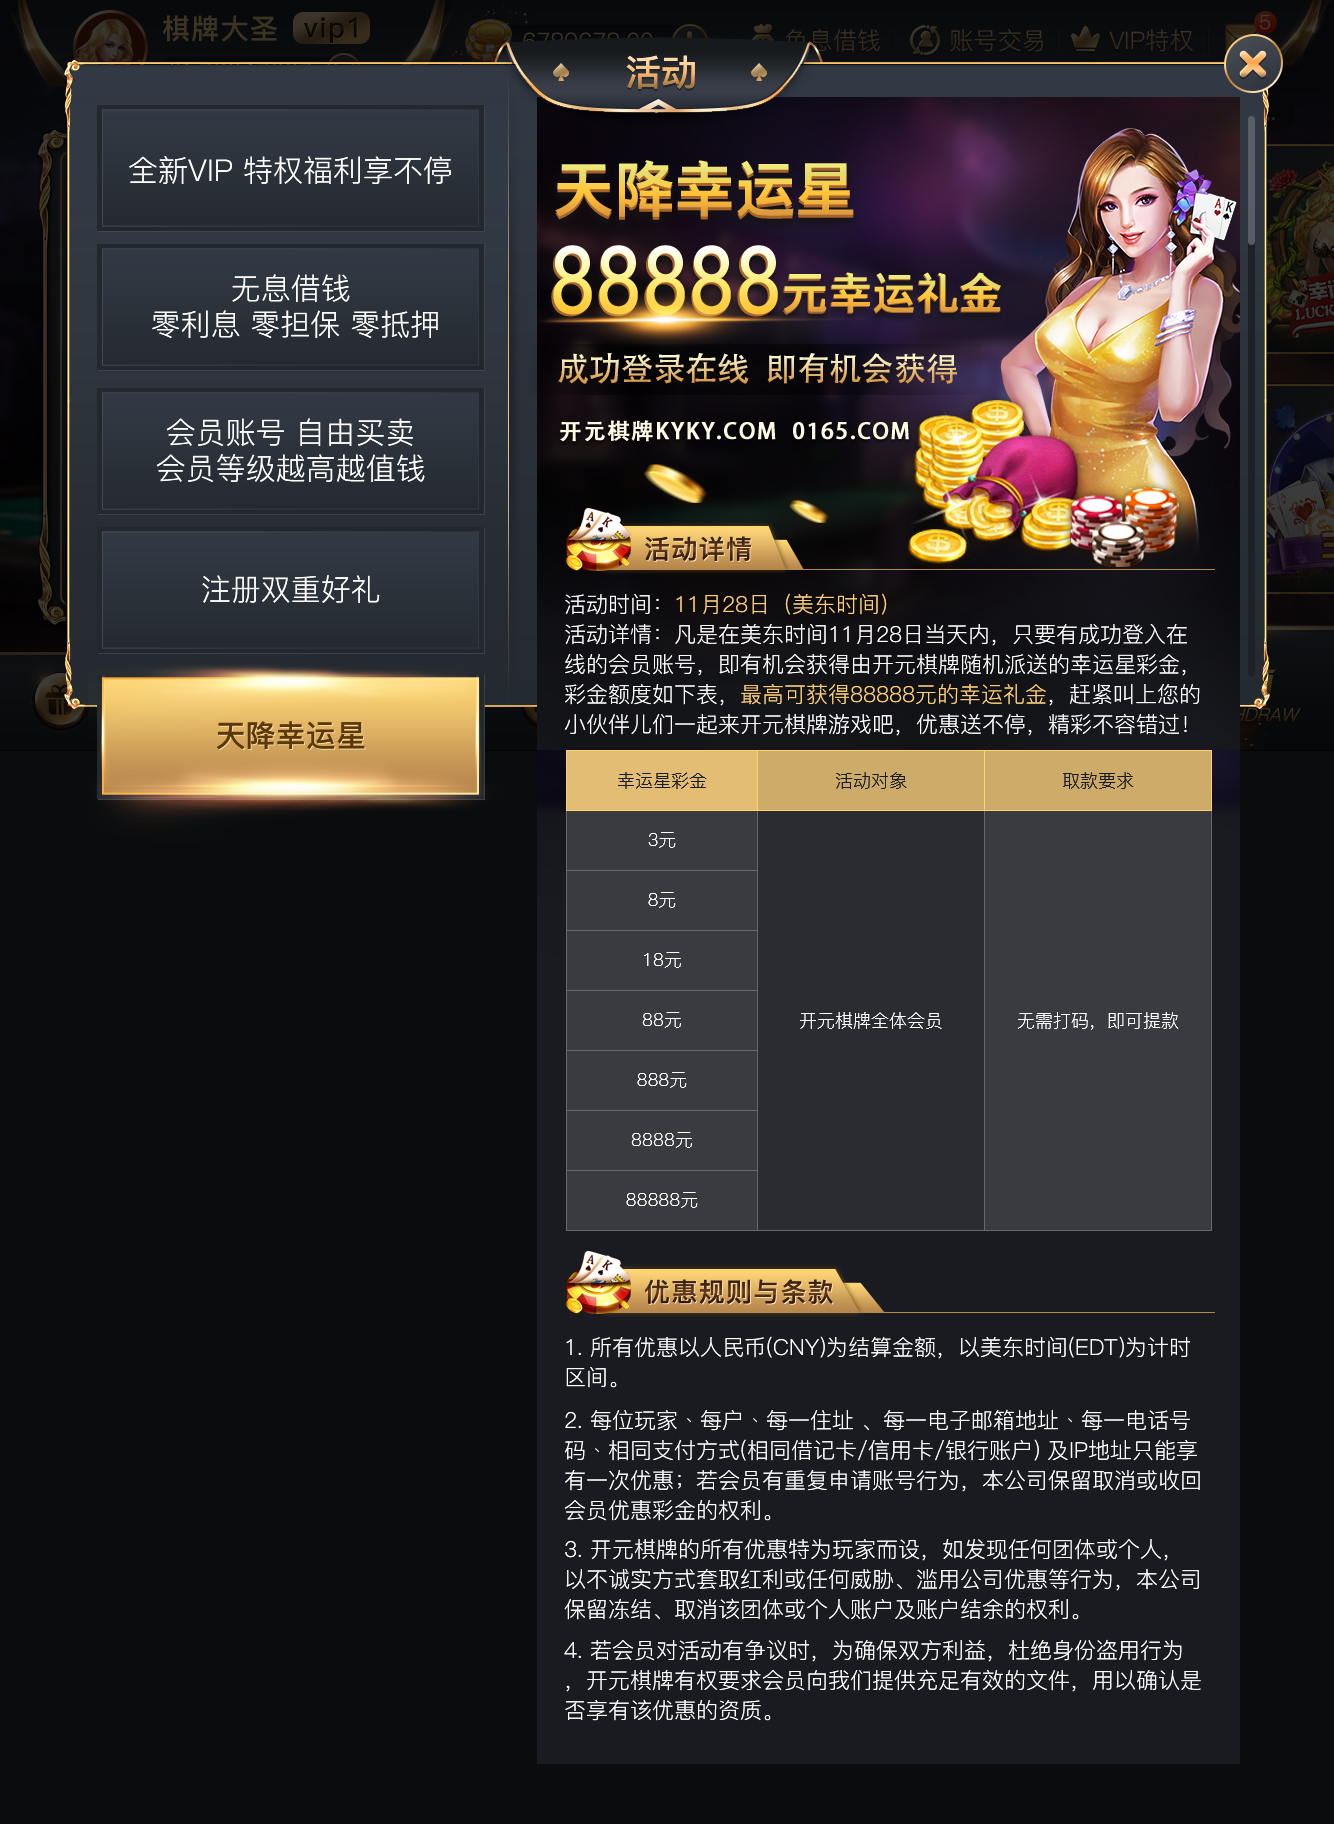 棋牌大圣 vip1
6789678.00
免息借钱
账号交易
VIP特权
5
活动
全新VIP 特权福利享不停
无息借钱
零利息 零担保 零抵押
会员账号 自由买卖
会员等级越高越值钱
注册双重好礼
天降幸运星
天降幸运星
88888元幸运礼金
成功登录在线 即有机会获得
开元棋牌KYKY.COM 0165.COM
活动详情
活动时间：11月28日（美东时间）
活动详情：凡是在美东时间11月28日当天内，只要有成功登入在
线的会员账号，即有机会获得由开元棋牌随机派送的幸运星彩金，
彩金额度如下表，最高可获得88888元的幸运礼金，赶紧叫上您的
小伙伴儿们一起来开元棋牌游戏吧，优惠送不停，精彩不容错过！
幸运星彩金 活动对象 取款要求
3元
8元
18元
88元
开元棋牌全体会员
无需打码，即可提款
888元
8888元
88888元
优惠规则与条款
1. 所有优惠以人民币(CNY)为结算金额，以美东时间(EDT)为计时
区间。
2. 每位玩家、每户、每一住址 、每一电子邮箱地址、每一电话号
码、相同支付方式(相同借记卡/信用卡/银行账户) 及IP地址只能享
有一次优惠；若会员有重复申请账号行为，本公司保留取消或收回
会员优惠彩金的权利。
3. 开元棋牌的所有优惠特为玩家而设，如发现任何团体或个人，
以不诚实方式套取红利或任何威胁、滥用公司优惠等行为，本公司
保留冻结、取消该团体或个人账户及账户结余的权利。
4. 若会员对活动有争议时，为确保双方利益，杜绝身份盗用行为
，开元棋牌有权要求会员向我们提供充足有效的文件，用以确认是
否享有该优惠的资质。